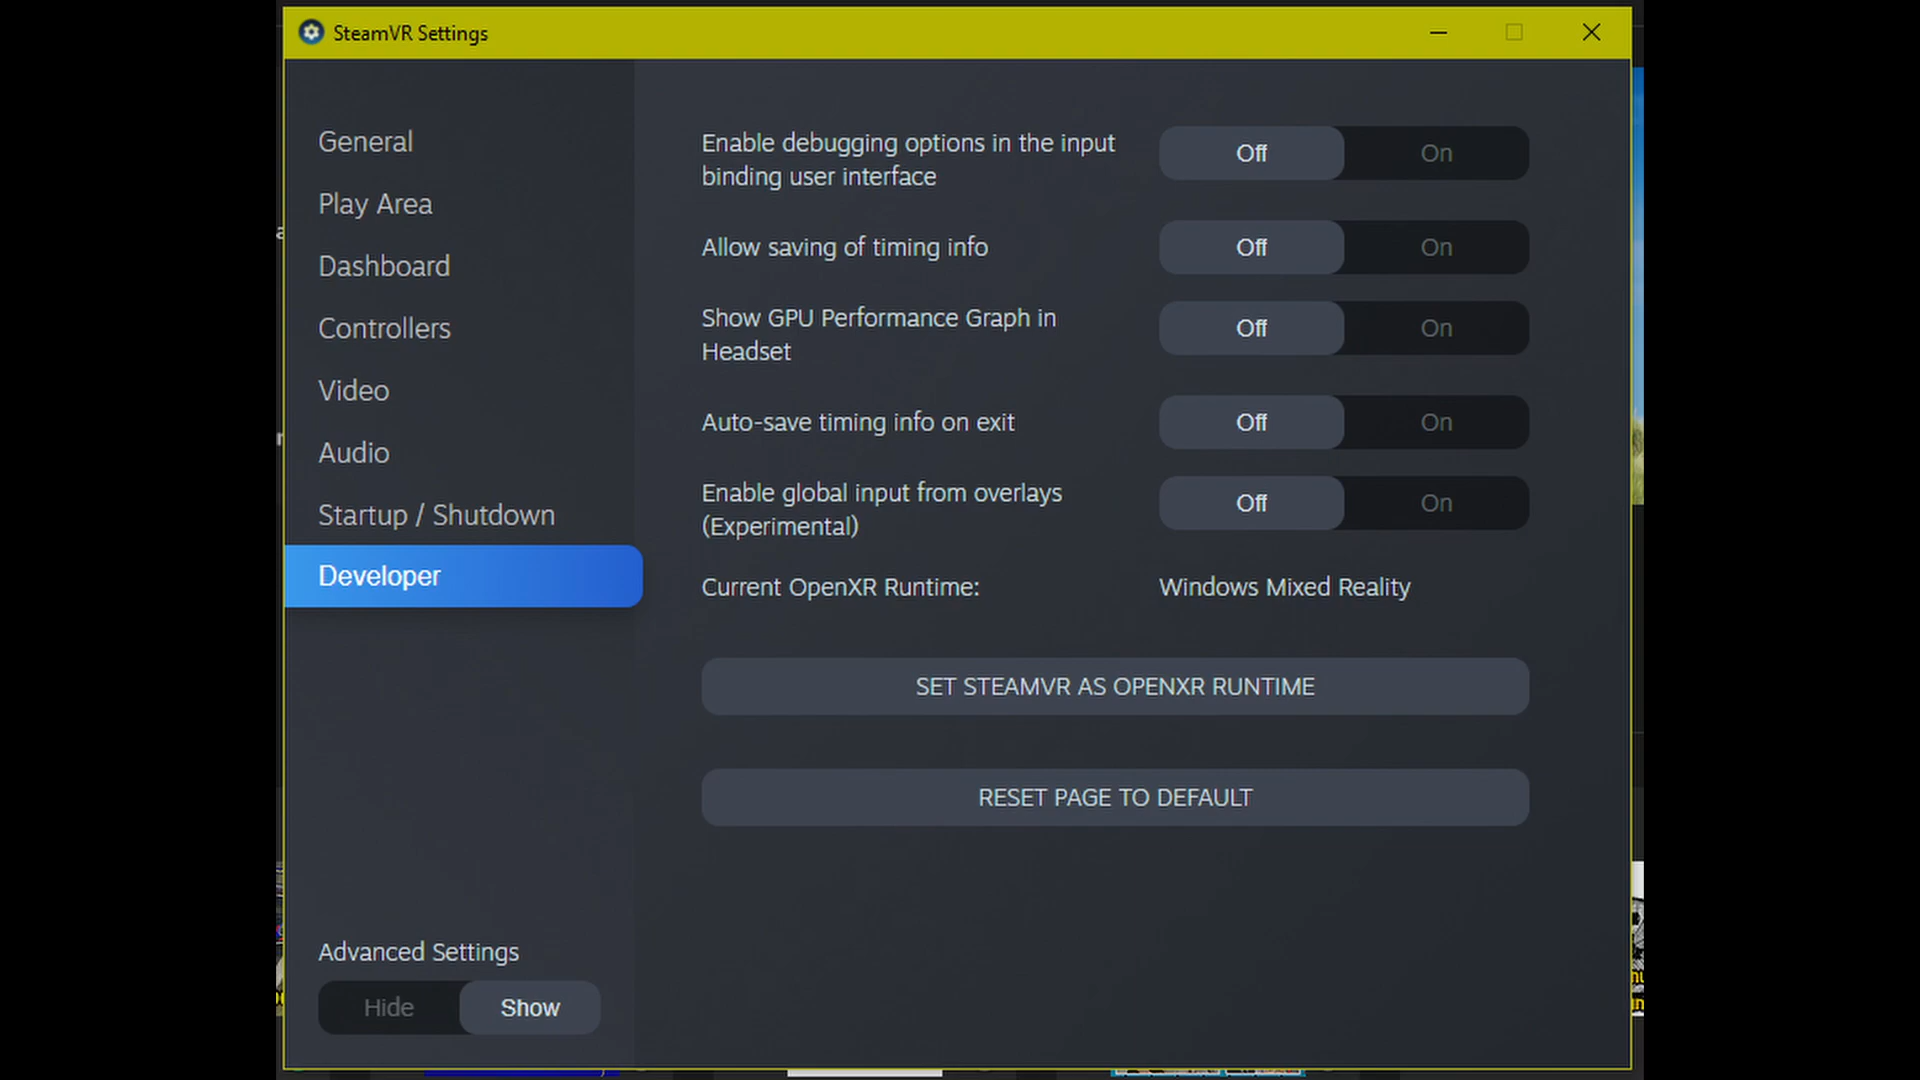 SteamVR Settings
General
Play Area
Dashboard
Controllers
Video
Audio
Startup / Shutdown
Developer
Advanced Settings
Hide Show
Enable debugging options in the input
binding user interface
Off On
Allow saving of timing info
Off On
Show GPU Performance Graph in
Headset
Off On
Auto-save timing info on exit
Off On
Enable global input from overlays
(Experimental)
Off On
Current OpenXR Runtime: Windows Mixed Reality
SET STEAMVR AS OPENXR RUNTIME
RESET PAGE TO DEFAULT